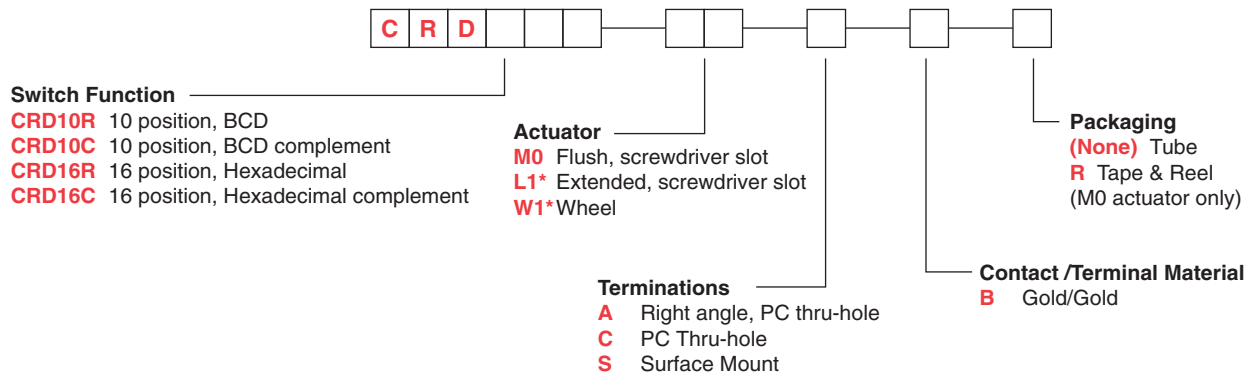 C R D
Switch Function
CRD10R 10 position, BCD
CRD10C 10 position, BCD complement
CRD16R 16 position, Hexadecimal
CRD16C 16 position, Hexadecimal complement
Actuator
M0 Flush, screwdriver slot
L1* Extended, screwdriver slot
W1* Wheel
Terminations
A Right angle, PC thru-hole
C PC Thru-hole
S Surface Mount
Contact /Terminal Material
B Gold/Gold
Packaging
(None) Tube
R Tape & Reel
(M0 actuator only)